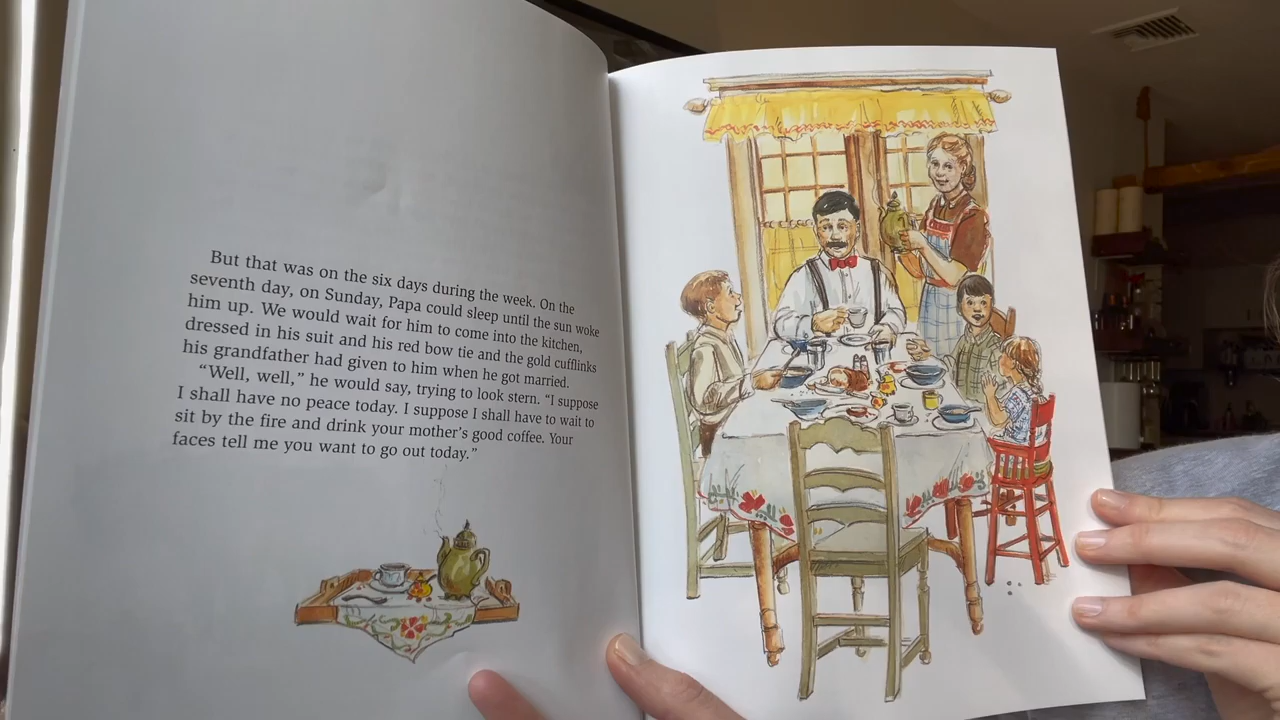 But that was on the six days during the week. On the
seventh day, on Sunday, Papa could sleep until the sun woke
him up. We would wait for him to come into the kitchen,
dressed in his suit and his red bow tie and the gold cufflinks
his grandfather had given to him when he got married.
“Well, well,” he would say, trying to look stern. “I suppose
I shall have no peace today. I suppose I shall have to wait to
sit by the fire and drink your mother’s good coffee. Your
faces tell me you want to go out today.”